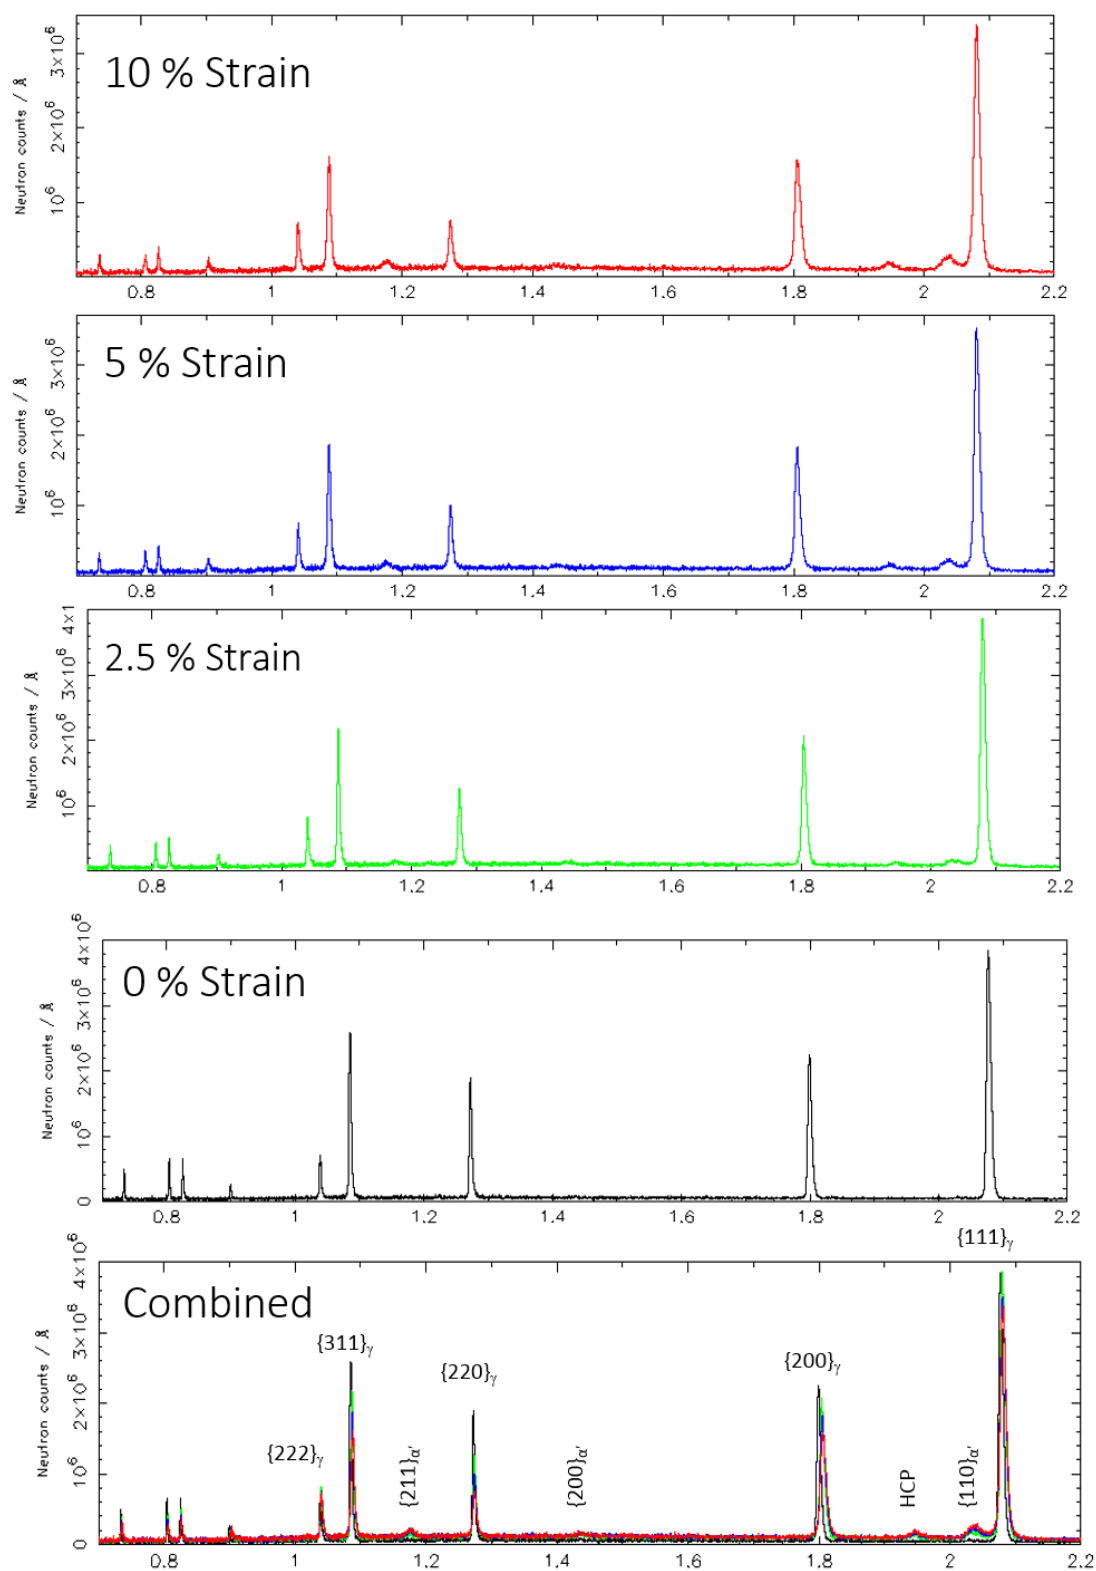 10 % Strain
Neutron counts / Å
3×10⁶
2×10⁶
10⁶
0.8 1 1.2 1.4 1.6 1.8 2 2.2
5 % Strain
Neutron counts / Å
3×10⁶
2×10⁶
10⁶
0.8 1 1.2 1.4 1.6 1.8 2 2.2
2.5 % Strain
Neutron counts / Å
4×1
3×10⁶
2×10⁶
10⁶
0.8 1 1.2 1.4 1.6 1.8 2 2.2
0 % Strain
Neutron counts / Å
4×10⁶
3×10⁶
2×10⁶
10⁶
0
0.8 1 1.2 1.4 1.6 1.8 2 2.2
{111}γ
Combined
Neutron counts / Å
4×10⁶
3×10⁶
2×10⁶
10⁶
0
{311}γ
{220}γ
{200}γ
{222}γ
{211}α′
{200}α′
HCP
{110}α′
0.8 1 1.2 1.4 1.6 1.8 2 2.2